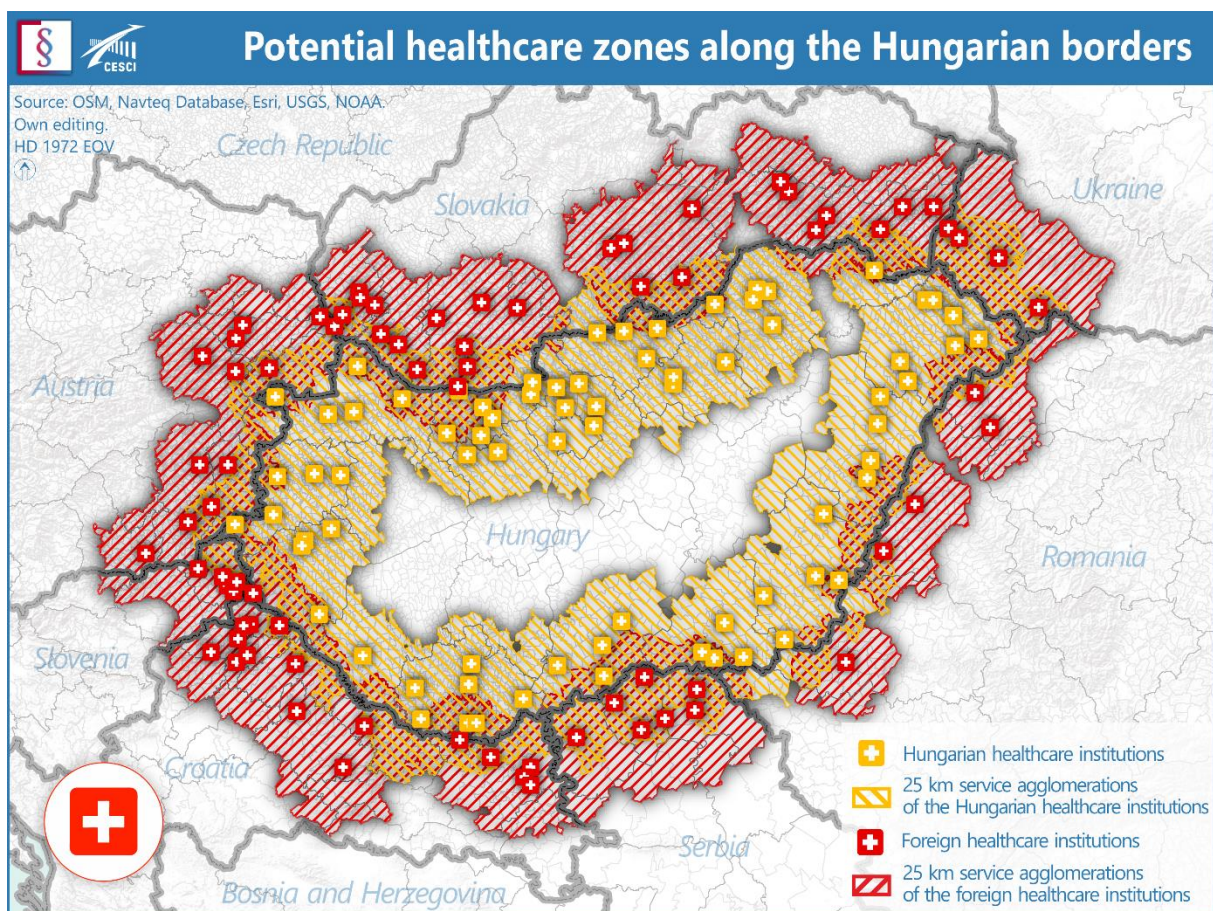 §
CESCI
Potential healthcare zones along the Hungarian borders
Source: OSM, Navteq Database, Esri, USGS, NOAA.
Own editing.
HD 1972 EOV
Czech Republic
Slovakia
Ukraine
Austria
Hungary
Romania
Slovenia
Croatia
Serbia
Bosnia and Herzegovina
Hungarian healthcare institutions
25 km service agglomerations
of the Hungarian healthcare institutions
Foreign healthcare institutions
25 km service agglomerations
of the foreign healthcare institutions